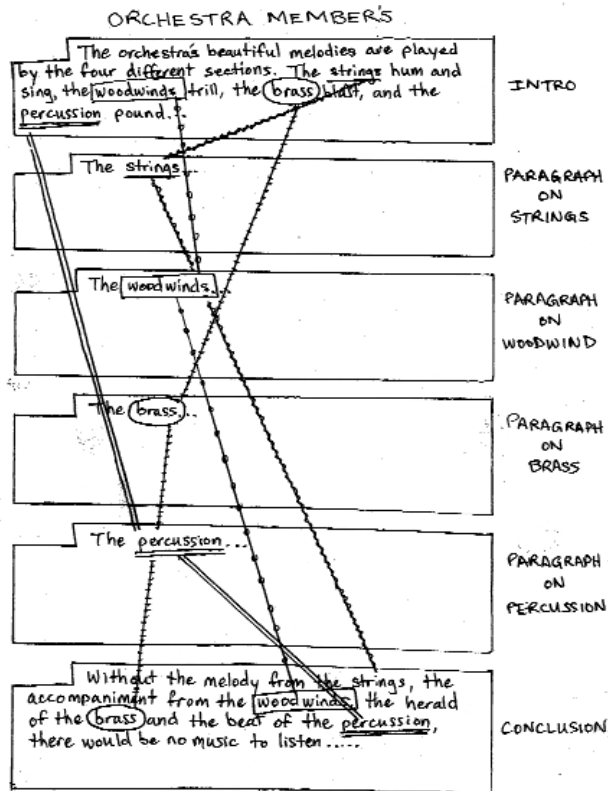 ORCHESTRA MEMBER'S
The orchestra's beautiful melodies are played
by the four different sections. The strings hum and
sing, the woodwinds trill, the brass blast, and the
percussion pound...
INTRO
The strings...
PARAGRAPH
ON
STRINGS
The woodwinds...
PARAGRAPH
ON
WOODWIND
The brass...
PARAGRAPH
ON
BRASS
The percussion...
PARAGRAPH
ON
PERCUSSION
Without the melody from the strings, the
accompaniment from the woodwinds, the herald
of the brass and the beat of the percussion,
there would be no music to listen.....
CONCLUSION